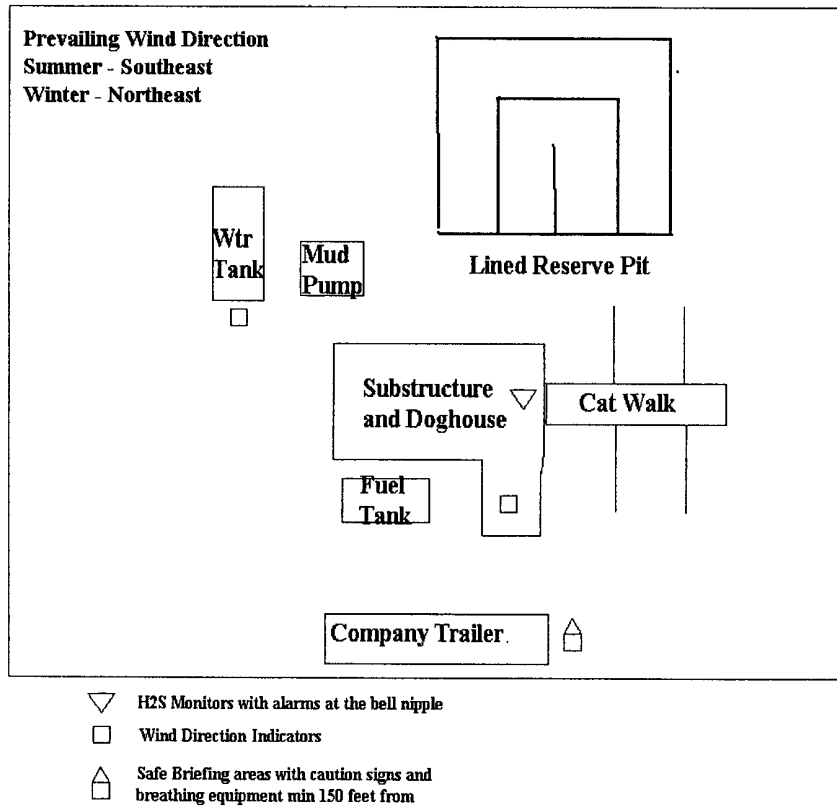 Prevailing Wind Direction
Summer - Southeast
Winter - Northeast
Wtr
Tank
Mud
Pump
Lined Reserve Pit
Substructure
and Doghouse
Cat Walk
Fuel
Tank
Company Trailer
H2S Monitors with alarms at the bell nipple
Wind Direction Indicators
Safe Briefing areas with caution signs and
breathing equipment min 150 feet from